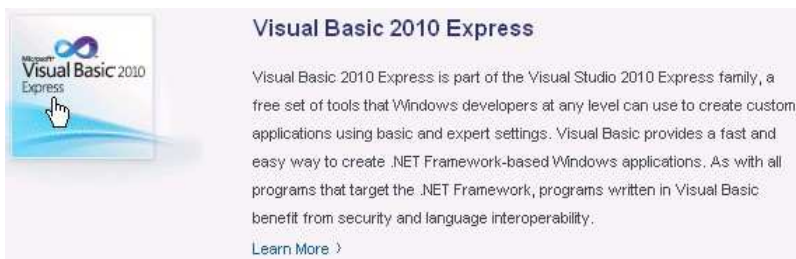 Microsoft
Visual Basic 2010
Express
Visual Basic 2010 Express
Visual Basic 2010 Express is part of the Visual Studio 2010 Express family, a
free set of tools that Windows developers at any level can use to create custom
applications using basic and expert settings. Visual Basic provides a fast and
easy way to create .NET Framework-based Windows applications. As with all
programs that target the .NET Framework, programs written in Visual Basic
benefit from security and language interoperability.
Learn More 〉